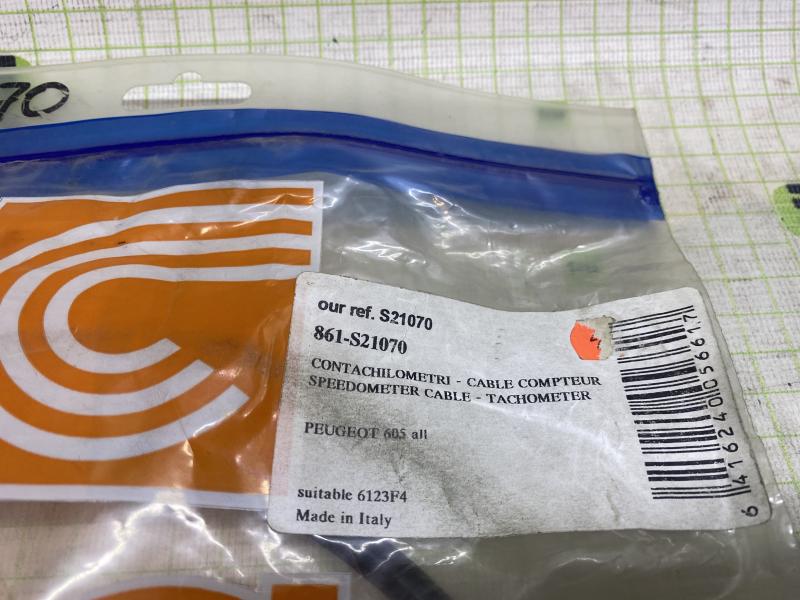 70
our ref. S21070
861-S21070
CONTACHILOMETRI - CABLE COMPTEUR
SPEEDOMETER CABLE - TACHOMETER
PEUGEOT 605 all
suitable 6123F4
Made in Italy
6 416240 056617